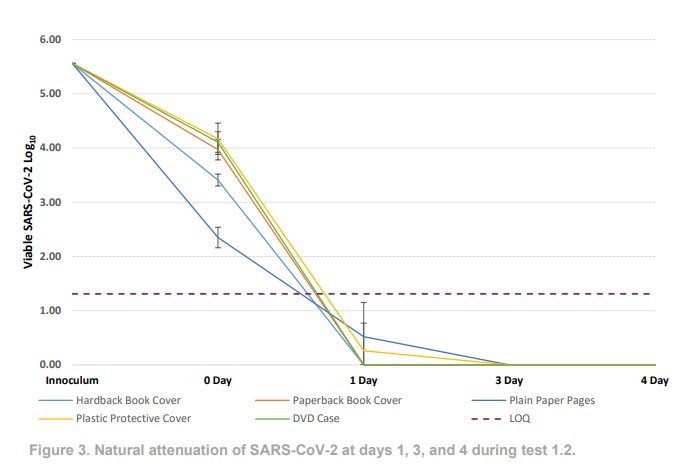 6.00
5.00
4.00
3.00
2.00
1.00
0.00
Viable SARS-CoV-2 Log10
Innoculum 0 Day 1 Day 3 Day 4 Day
Hardback Book Cover Paperback Book Cover Plain Paper Pages
Plastic Protective Cover DVD Case LOQ
Figure 3. Natural attenuation of SARS-CoV-2 at days 1, 3, and 4 during test 1.2.